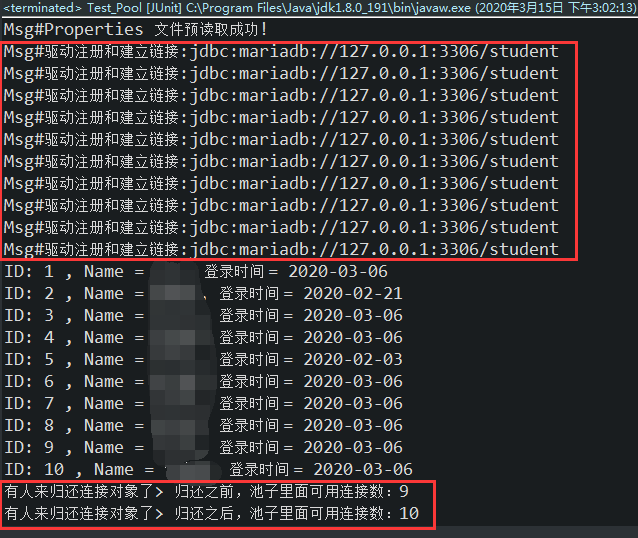 <terminated> Test_Pool [JUnit] C:\Program Files\Java\jdk1.8.0_191\bin\javaw.exe (2020年3月15日 下午3:02:13)
Msg#Properties 文件预读取成功!
Msg#驱动注册和建立链接:jdbc:mariadb://127.0.0.1:3306/student
Msg#驱动注册和建立链接:jdbc:mariadb://127.0.0.1:3306/student
Msg#驱动注册和建立链接:jdbc:mariadb://127.0.0.1:3306/student
Msg#驱动注册和建立链接:jdbc:mariadb://127.0.0.1:3306/student
Msg#驱动注册和建立链接:jdbc:mariadb://127.0.0.1:3306/student
Msg#驱动注册和建立链接:jdbc:mariadb://127.0.0.1:3306/student
Msg#驱动注册和建立链接:jdbc:mariadb://127.0.0.1:3306/student
Msg#驱动注册和建立链接:jdbc:mariadb://127.0.0.1:3306/student
Msg#驱动注册和建立链接:jdbc:mariadb://127.0.0.1:3306/student
Msg#驱动注册和建立链接:jdbc:mariadb://127.0.0.1:3306/student
ID: 1 , Name = 登录时间 = 2020-03-06
ID: 2 , Name = 、登录时间 = 2020-02-21
ID: 3 , Name = 登录时间 = 2020-03-06
ID: 4 , Name = 登录时间 = 2020-03-06
ID: 5 , Name = 登录时间 = 2020-02-03
ID: 6 , Name = 登录时间 = 2020-03-06
ID: 7 , Name = 登录时间 = 2020-03-06
ID: 8 , Name = 登录时间 = 2020-03-06
ID: 9 , Name = 登录时间 = 2020-03-06
ID: 10 , Name = 登录时间 = 2020-03-06
有人来归还连接对象了> 归还之前，池子里面可用连接数：9
有人来归还连接对象了> 归还之后，池子里面可用连接数：10